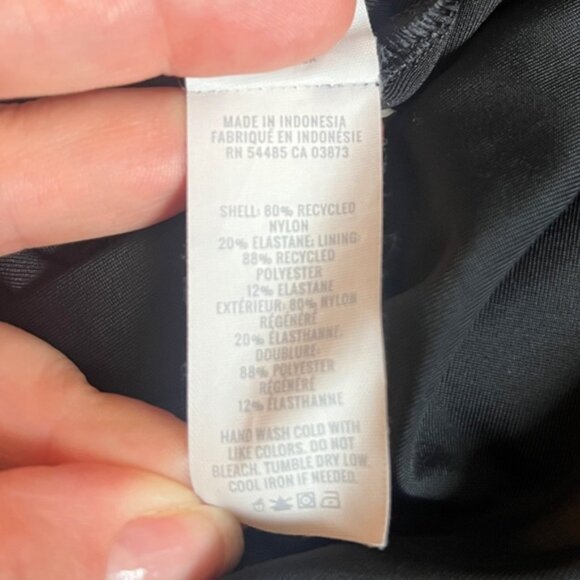 MADE IN INDONESIA
FABRIQUÉ EN INDONÉSIE
RN 54485 CA 03873
SHELL: 80% RECYCLED
NYLON
20% ELASTANE: LINING:
88% RECYCLED
POLYESTER
12% ELASTANE
EXTÉRIEUR: 80% NYLON
RÉGÉNÉRÉ
20% ÉLASTHANNE
DOUBLURE:
88% POLYESTER
RÉGÉNÉRÉ
12% ÉLASTHANNE
HAND WASH COLD WITH
LIKE COLORS. DO NOT
BLEACH. TUMBLE DRY LOW.
COOL IRON IF NEEDED.